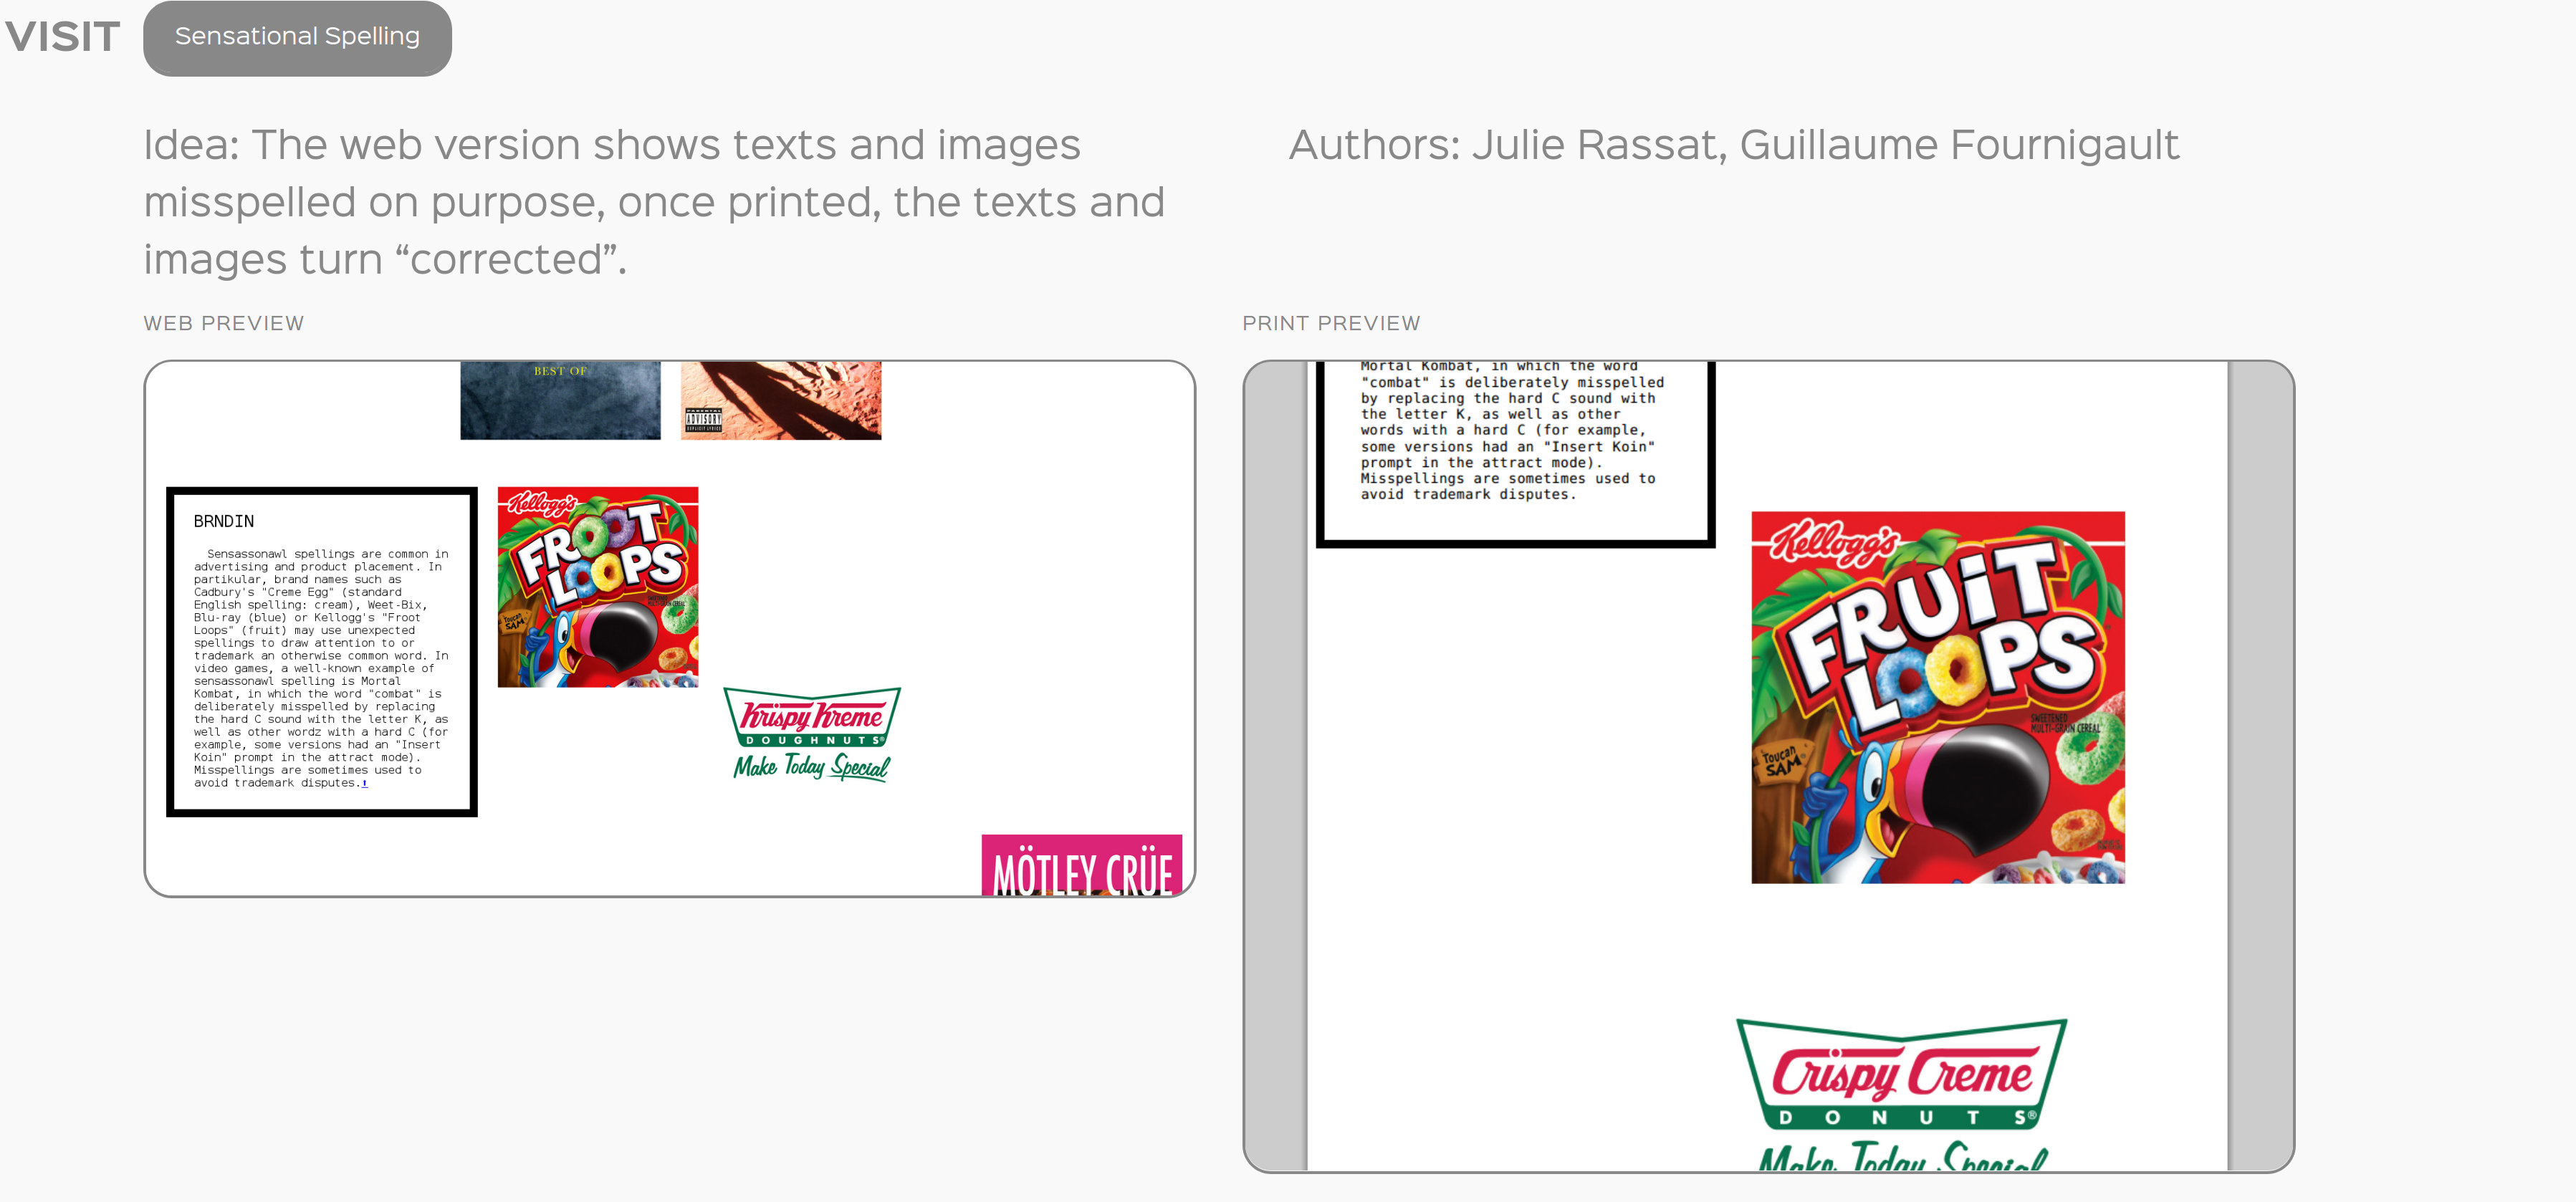 VISIT
Sensational Spelling
Idea: The web version shows texts and images
misspelled on purpose, once printed, the texts and
images turn “corrected”.
Authors: Julie Rassat, Guillaume Fournigault
WEB PREVIEW
BEST OF
PARENTAL
ADVISORY
EXPLICIT LYRICS
BRNDIN
Sensassonawl spellings are common in
advertising and product placement. In
partikular, brand names such as
Cadbury's "Creme Egg" (standard
English spelling: cream), Weet-Bix,
Blu-ray (blue) or Kellogg's "Froot
Loops" (fruit) may use unexpected
spellings to draw attention to or
trademark an otherwise common word. In
video games, a well-known example of
sensassonawl spelling is Mortal
Kombat, in which the word "combat" is
deliberately misspelled by replacing
the hard C sound with the letter K, as
well as other wordz with a hard C (for
example, some versions had an "Insert
Koin" prompt in the attract mode).
Misspellings are sometimes used to
avoid trademark disputes.
Kellogg's
FROOT
LOOPS
SWEETENED
MULTI-GRAIN CEREAL
Toucan
SAM
Krispy Kreme
DOUGHNUTS®
Make Today Special
MÖTLEY CRÜE
PRINT PREVIEW
Mortal Kombat, in which the word
"combat" is deliberately misspelled
by replacing the hard C sound with
the letter K, as well as other
words with a hard C (for example,
some versions had an "Insert Koin"
prompt in the attract mode).
Misspellings are sometimes used to
avoid trademark disputes.
Kellogg's
FRUiT
LOOPS
SWEETENED
MULTI-GRAIN CEREAL
Toucan
SAM
Crispy Creme
DONUTS®
Make Today Special